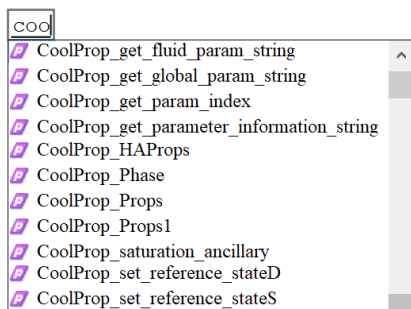 coo
CoolProp_get_fluid_param_string
CoolProp_get_global_param_string
CoolProp_get_param_index
CoolProp_get_parameter_information_string
CoolProp_HAProps
CoolProp_Phase
CoolProp_Props
CoolProp_Props1
CoolProp_saturation_ancillary
CoolProp_set_reference_stateD
CoolProp_set_reference_stateS